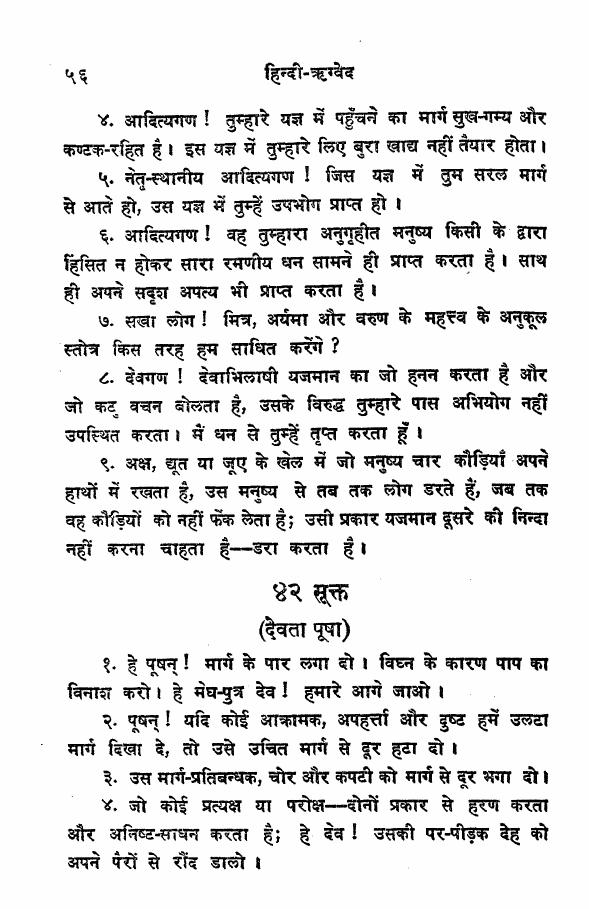 ५६ हिन्दी-ऋग्वेद
४. आदित्यगण ! तुम्हारे यज्ञ में पहुँचने का मार्ग सुख-गम्य और
कण्टक-रहित है। इस यज्ञ में तुम्हारे लिए बुरा खाद्य नहीं तैयार होता।
५. नेतृ-स्थानीय आदित्यगण ! जिस यज्ञ में तुम सरल मार्ग
से आते हो, उस यज्ञ में तुम्हें उपभोग प्राप्त हो ।
६. आदित्यगण ! वह तुम्हारा अनुगृहीत मनुष्य किसी के द्वारा
हिंसित न होकर सारा रमणीय धन सामने ही प्राप्त करता है। साथ
ही अपने सदृश अपत्य भी प्राप्त करता है।
७. सखा लोग ! मित्र, अर्यमा और वरुण के महत्त्व के अनुकूल
स्तोत्र किस तरह हम साधित करेंगे ?
८. देवगण ! देवाभिलाषी यजमान का जो हनन करता है और
जो कटु वचन बोलता है, उसके विरुद्ध तुम्हारे पास अभियोग नहीं
उपस्थित करता। मैं धन से तुम्हें तृप्त करता हूँ ।
९. अक्ष, द्यूत या जूए के खेल में जो मनुष्य चार कौड़ियाँ अपने
हाथों में रखता है, उस मनुष्य से तब तक लोग डरते हैं, जब तक
वह कौड़ियों को नहीं फेंक लेता है; उसी प्रकार यजमान दूसरे की निन्दा
नहीं करना चाहता है—डरा करता है।
४२ सूक्त
(देवता पूषा)
१. हे पूषन् ! मार्ग के पार लगा दो । विघ्न के कारण पाप का
विनाश करो। हे मेघ-पुत्र देव ! हमारे आगे जाओ ।
२. पूषन् ! यदि कोई आक्रामक, अपहर्त्ता और दुष्ट हमें उलटा
मार्ग दिखा दे, तो उसे उचित मार्ग से दूर हटा दो ।
३. उस मार्ग-प्रतिबन्धक, चोर और कपटी को मार्ग से दूर भगा दो।
४. जो कोई प्रत्यक्ष या परोक्ष—दोनों प्रकार से हरण करता
और अनिष्ट-साधन करता है; हे देव ! उसकी पर-पीड़क देह को
अपने पैरों से रौंद डालो ।